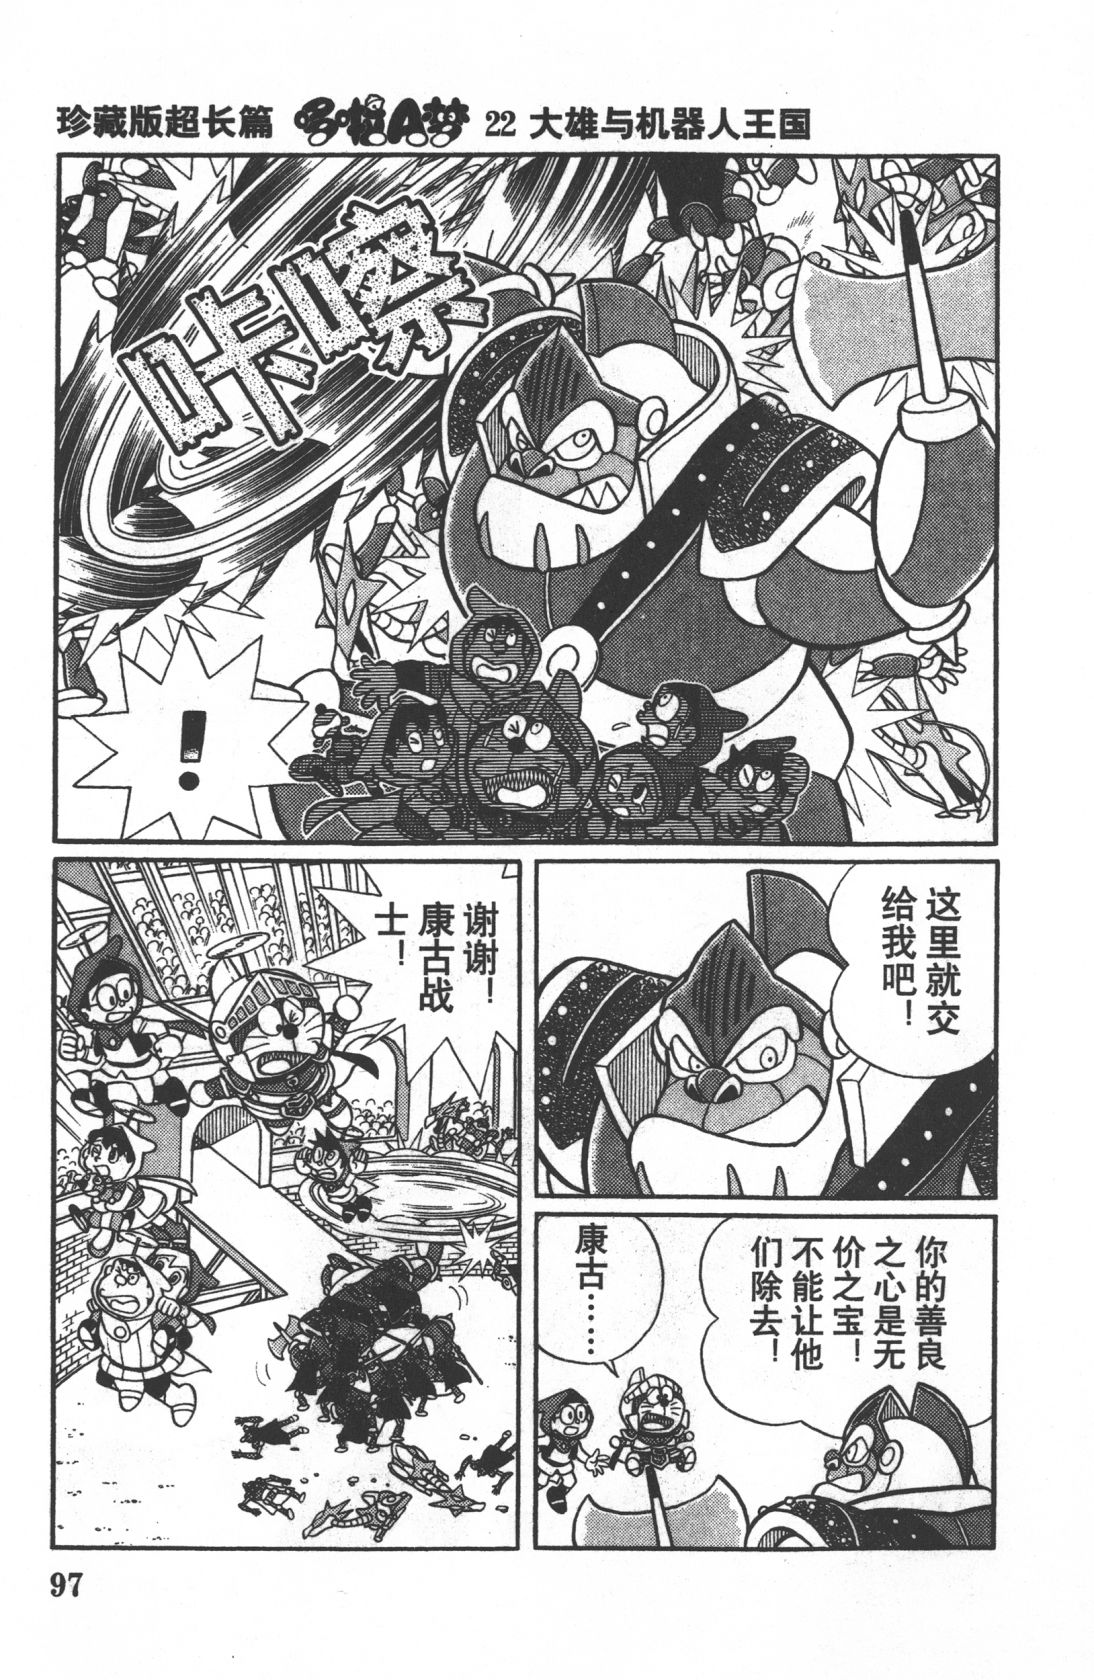 珍藏版超长篇 哆啦A梦 22 大雄与机器人王国
咔嚓
！
这里就交
给我吧！
你的善良
之心是无
价之宝！
不能让他
们除去！
康古……
谢谢！
康古战
士！
97